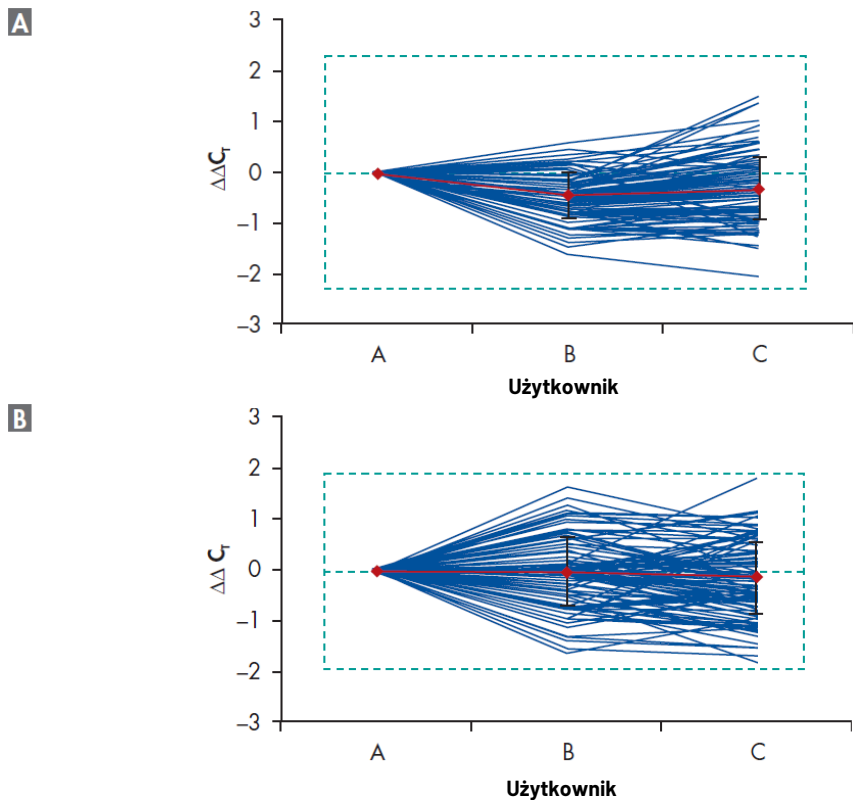 A
3
2
1
0
–1
–2
–3
ΔΔCT
A B C
Użytkownik
B
3
2
1
0
–1
–2
–3
ΔΔ CT
A B C
Użytkownik